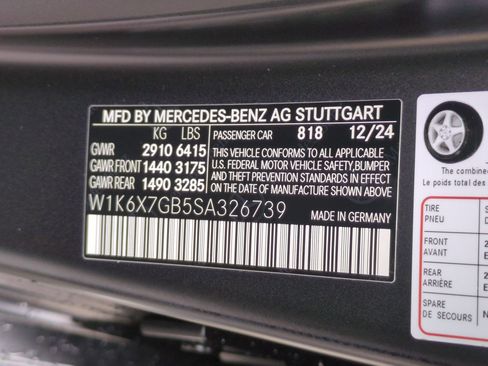 MFD BY MERCEDES-BENZ AG STUTTGART
KG LBS
PASSENGER CAR 818 12/24
GVWR 2910 6415
GAWR FRONT 1440 3175
GAWR REAR 1490 3285
THIS VEHICLE CONFORMS TO ALL APPLICABLE
U.S. FEDERAL MOTOR VEHICLE SAFETY,BUMPER
AND THEFT PREVENTION STANDARDS IN EFFECT
ON THE DATE OF MANUFACTURE SHOWN ABOVE.
W1K6X7GB5SA326739
MADE IN GERMANY
The combined
Le poids total des
TIRE
PNEU
FRONT
AVANT
REAR
ARRIÈRE
SPARE
DE SECOURS